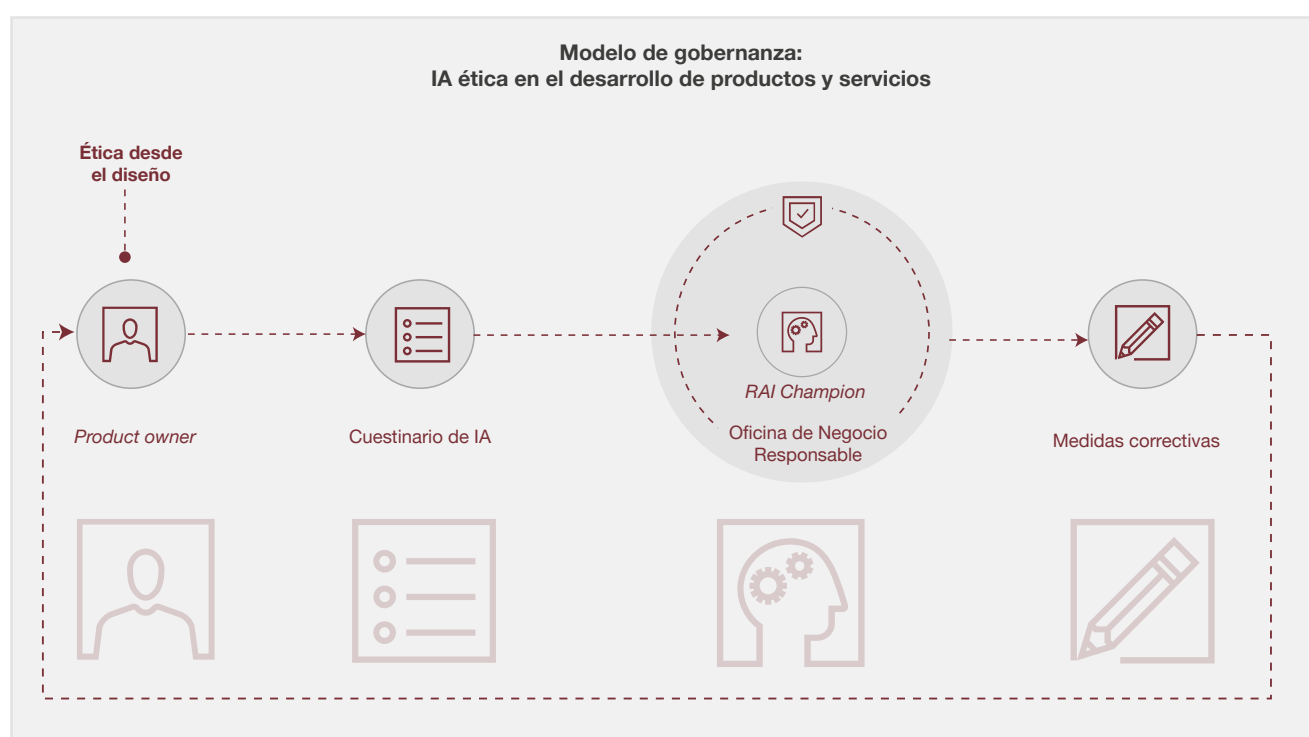 Modelo de gobernanza:
IA ética en el desarrollo de productos y servicios
Ética desde
el diseño
Product owner
Cuestinario de IA
RAI Champion
Oficina de Negocio
Responsable
Medidas correctivas